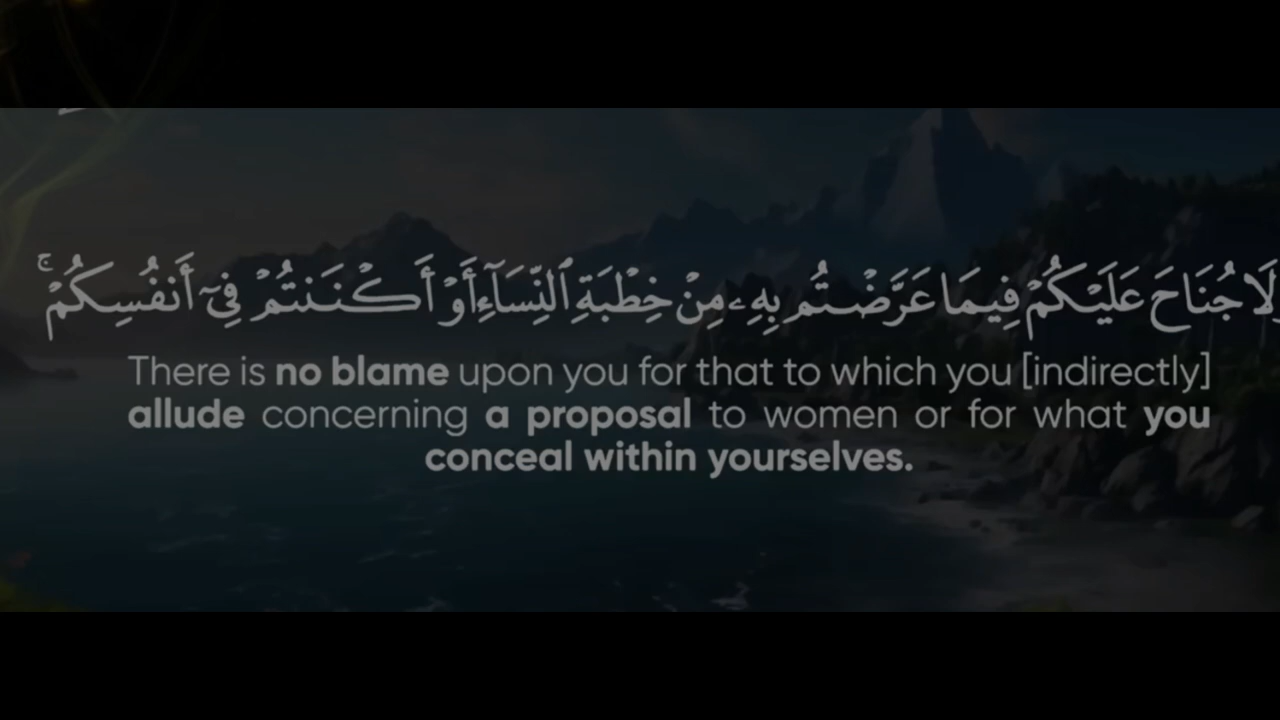 لَا جُنَاحَ عَلَيْكُمْ فِيمَا عَرَّضْتُم بِهِۦ مِنْ خِطْبَةِ ٱلنِّسَآءِ أَوْ أَكْنَنتُمْ فِىٓ أَنفُسِكُمْ ۚ
There is no blame upon you for that to which you [indirectly]
allude concerning a proposal to women or for what you
conceal within yourselves.